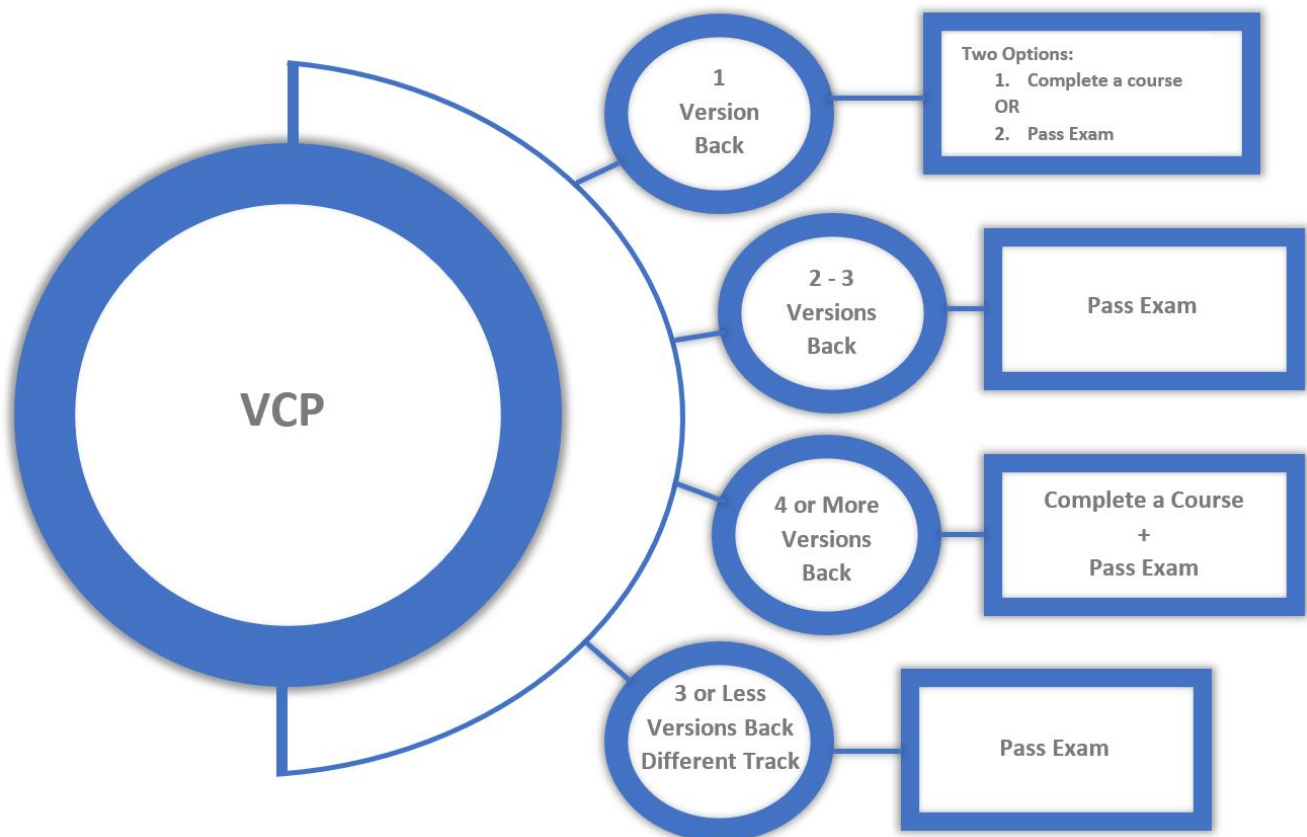 VCP
1
Version
Back
Two Options:
1. Complete a course
OR
2. Pass Exam
2 - 3
Versions
Back
Pass Exam
4 or More
Versions
Back
Complete a Course
+
Pass Exam
3 or Less
Versions Back
Different Track
Pass Exam